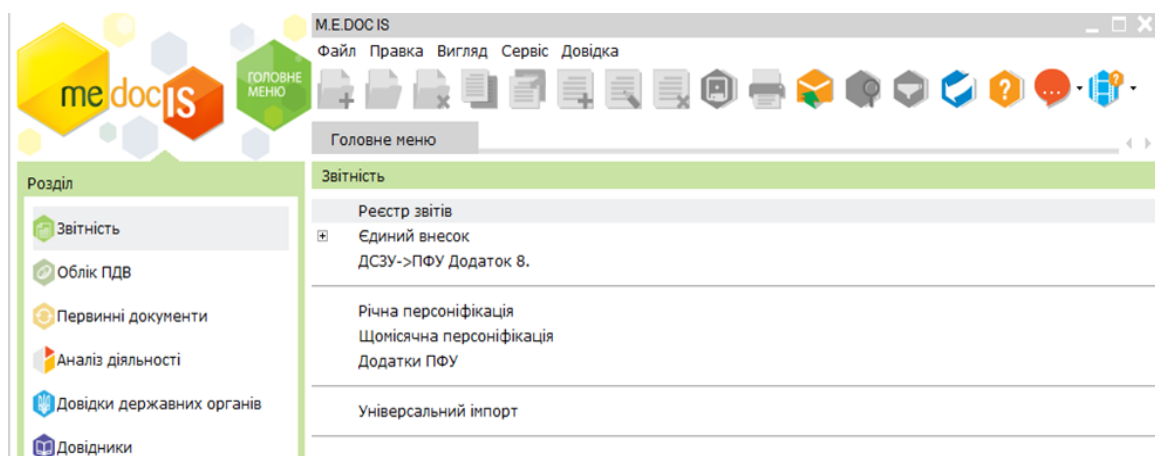 me doc IS
ГОЛОВНЕ
МЕНЮ
M.E.DOC IS
Файл Правка Вигляд Сервіс Довідка
Головне меню
Розділ
Звітність
Облік ПДВ
Первинні документи
Аналіз діяльності
Довідки державних органів
Довідники
Звітність
Реєстр звітів
Єдиний внесок
ДСЗУ->ПФУ Додаток 8.
Річна персоніфікація
Щомісячна персоніфікація
Додатки ПФУ
Універсальний імпорт